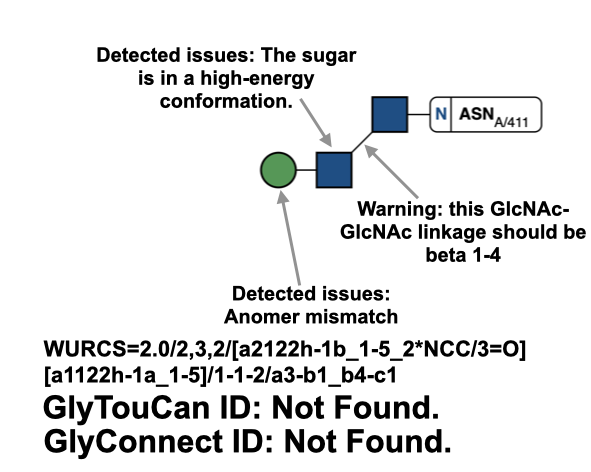 Detected issues: The sugar
is in a high-energy
conformation.
N ASN A/411
Warning: this GlcNAc-
GlcNAc linkage should be
beta 1-4
Detected issues:
Anomer mismatch
WURCS=2.0/2,3,2/[a2122h-1b_1-5_2*NCC/3=O]
[a1122h-1a_1-5]/1-1-2/a3-b1_b4-c1
GlyTouCan ID: Not Found.
GlyConnect ID: Not Found.